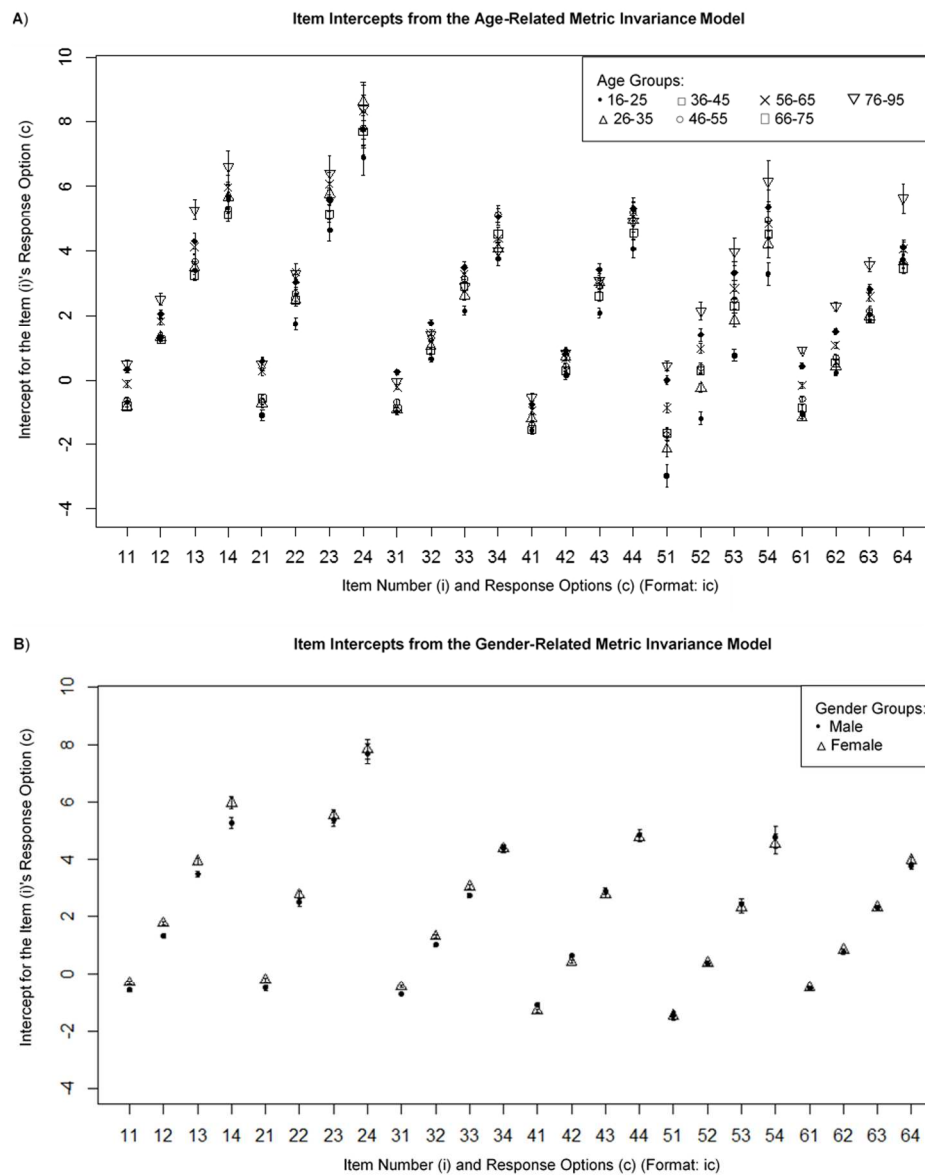 A)
Item Intercepts from the Age-Related Metric Invariance Model
Intercept for the Item (i)'s Response Option (c)
10
8
6
4
2
0
-2
-4
Age Groups:
16-25 36-45 56-65 76-95
26-35 46-55 66-75
11 12 13 14 21 22 23 24 31 32 33 34 41 42 43 44 51 52 53 54 61 62 63 64
Item Number (i) and Response Options (c) (Format: ic)
B)
Item Intercepts from the Gender-Related Metric Invariance Model
Intercept for the Item (i)'s Response Option (c)
10
8
6
4
2
0
-2
-4
Gender Groups:
Male
Female
11 12 13 14 21 22 23 24 31 32 33 34 41 42 43 44 51 52 53 54 61 62 63 64
Item Number (i) and Response Options (c) (Format: ic)